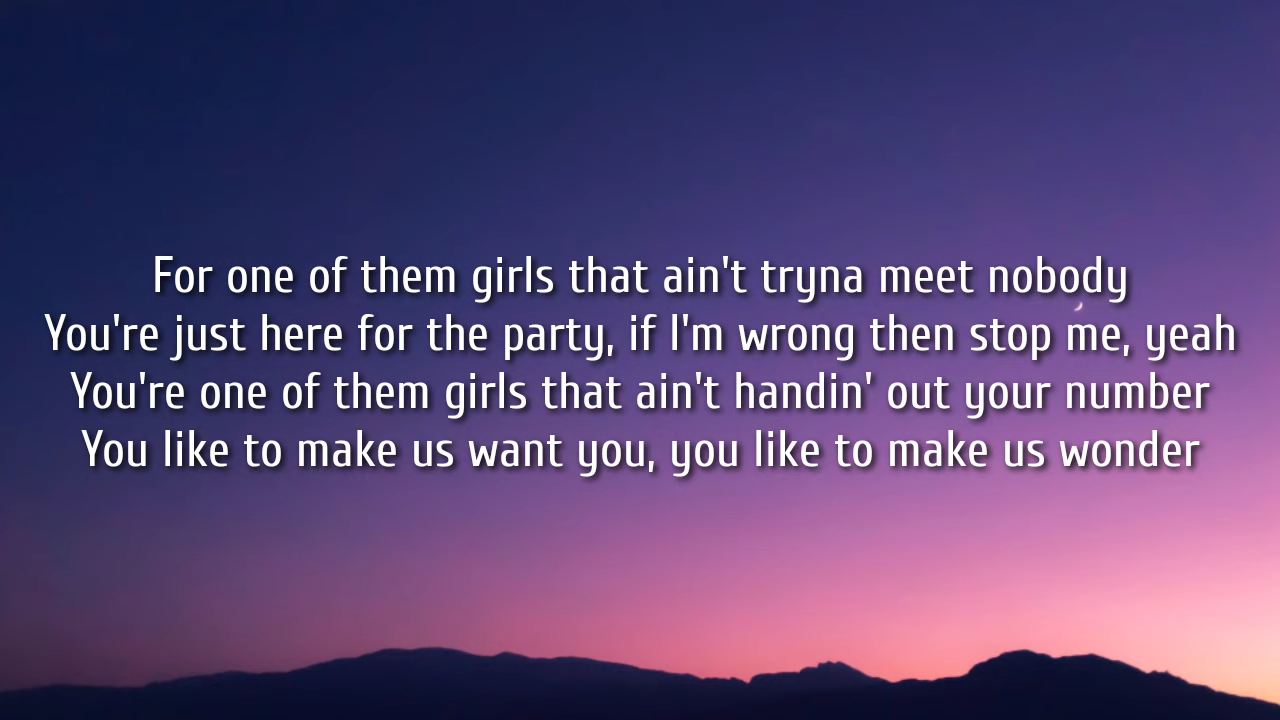 For one of them girls that ain't tryna meet nobody
You're just here for the party, if I'm wrong then stop me, yeah
You're one of them girls that ain't handin' out your number
You like to make us want you, you like to make us wonder